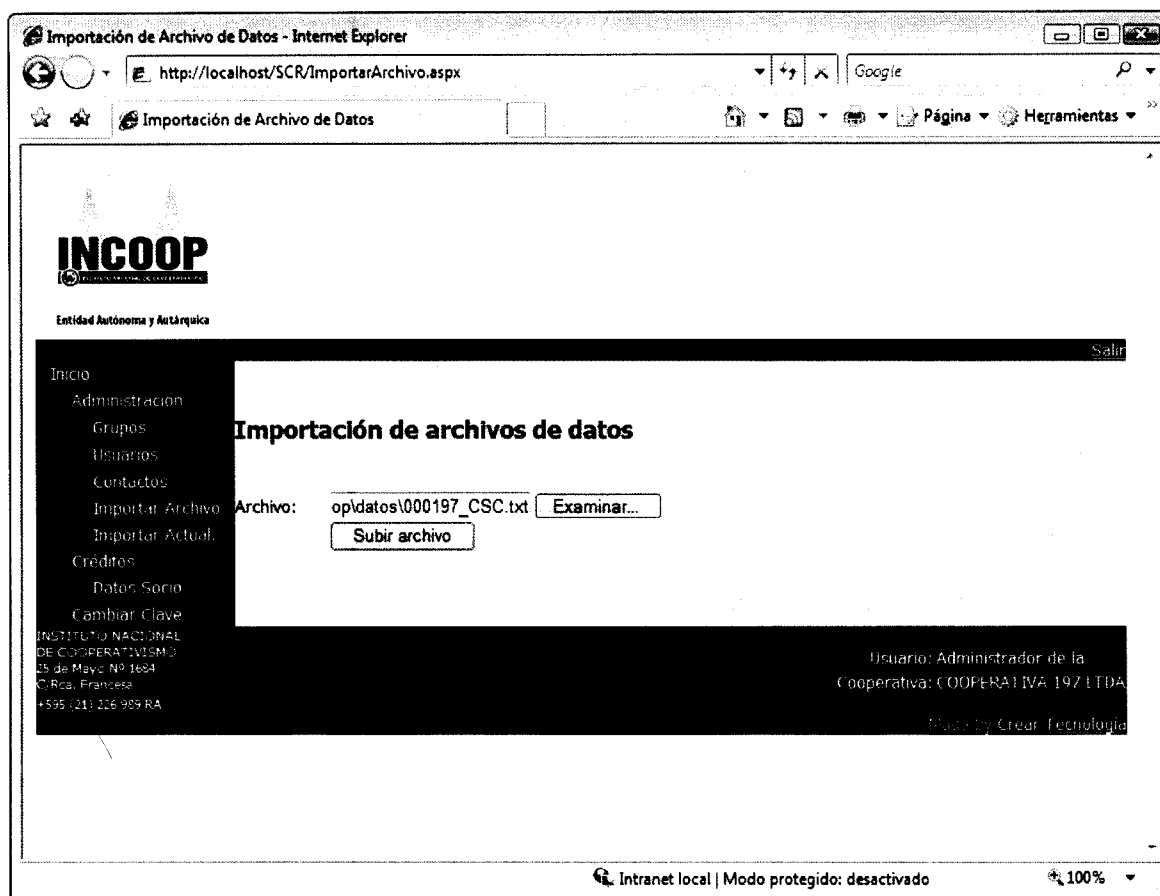 Importación de Archivo de Datos - Internet Explorer
http://localhost/SCR/ImportarArchivo.aspx
Google
Importación de Archivo de Datos
Página
Herramientas
INCOOP
Entidad Autónoma y Autárquica
Salir
Inicio
Administración
Grupos
Usuarios
Contactos
Importar Archivo
Importar Actual.
Créditos
Datos Socio
Cambiar Clave
Importación de archivos de datos
Archivo: op\datos\000197_CSC.txt Examinar...
Subir archivo
INSTITUTO NACIONAL
DE COOPERATIVISMO
25 de Mayo Nº 1684
C/Rca. Francesa
+595 (21) 226 989 RA
Usuario: Administrador de la
Cooperativa: COOPERATIVA 197 LTDA
Made by Crear Tecnología
Intranet local | Modo protegido: desactivado
100%